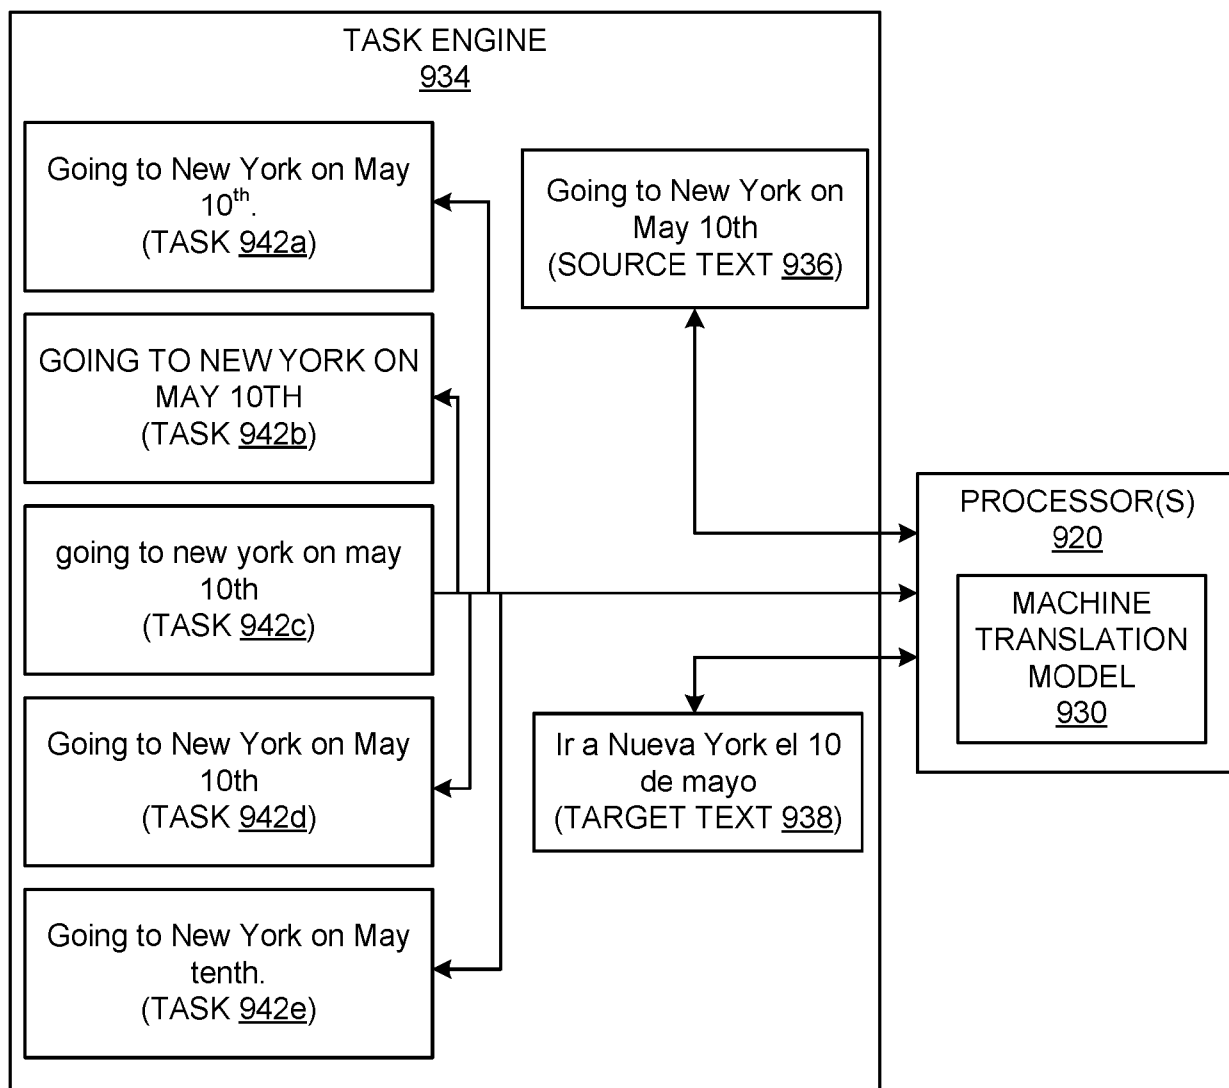 TASK ENGINE
934
Going to New York on May
10th.
(TASK 942a)
GOING TO NEW YORK ON
MAY 10TH
(TASK 942b)
going to new york on may
10th
(TASK 942c)
Going to New York on May
10th
(TASK 942d)
Going to New York on May
tenth.
(TASK 942e)
Going to New York on
May 10th
(SOURCE TEXT 936)
Ir a Nueva York el 10
de mayo
(TARGET TEXT 938)
PROCESSOR(S)
920
MACHINE
TRANSLATION
MODEL
930